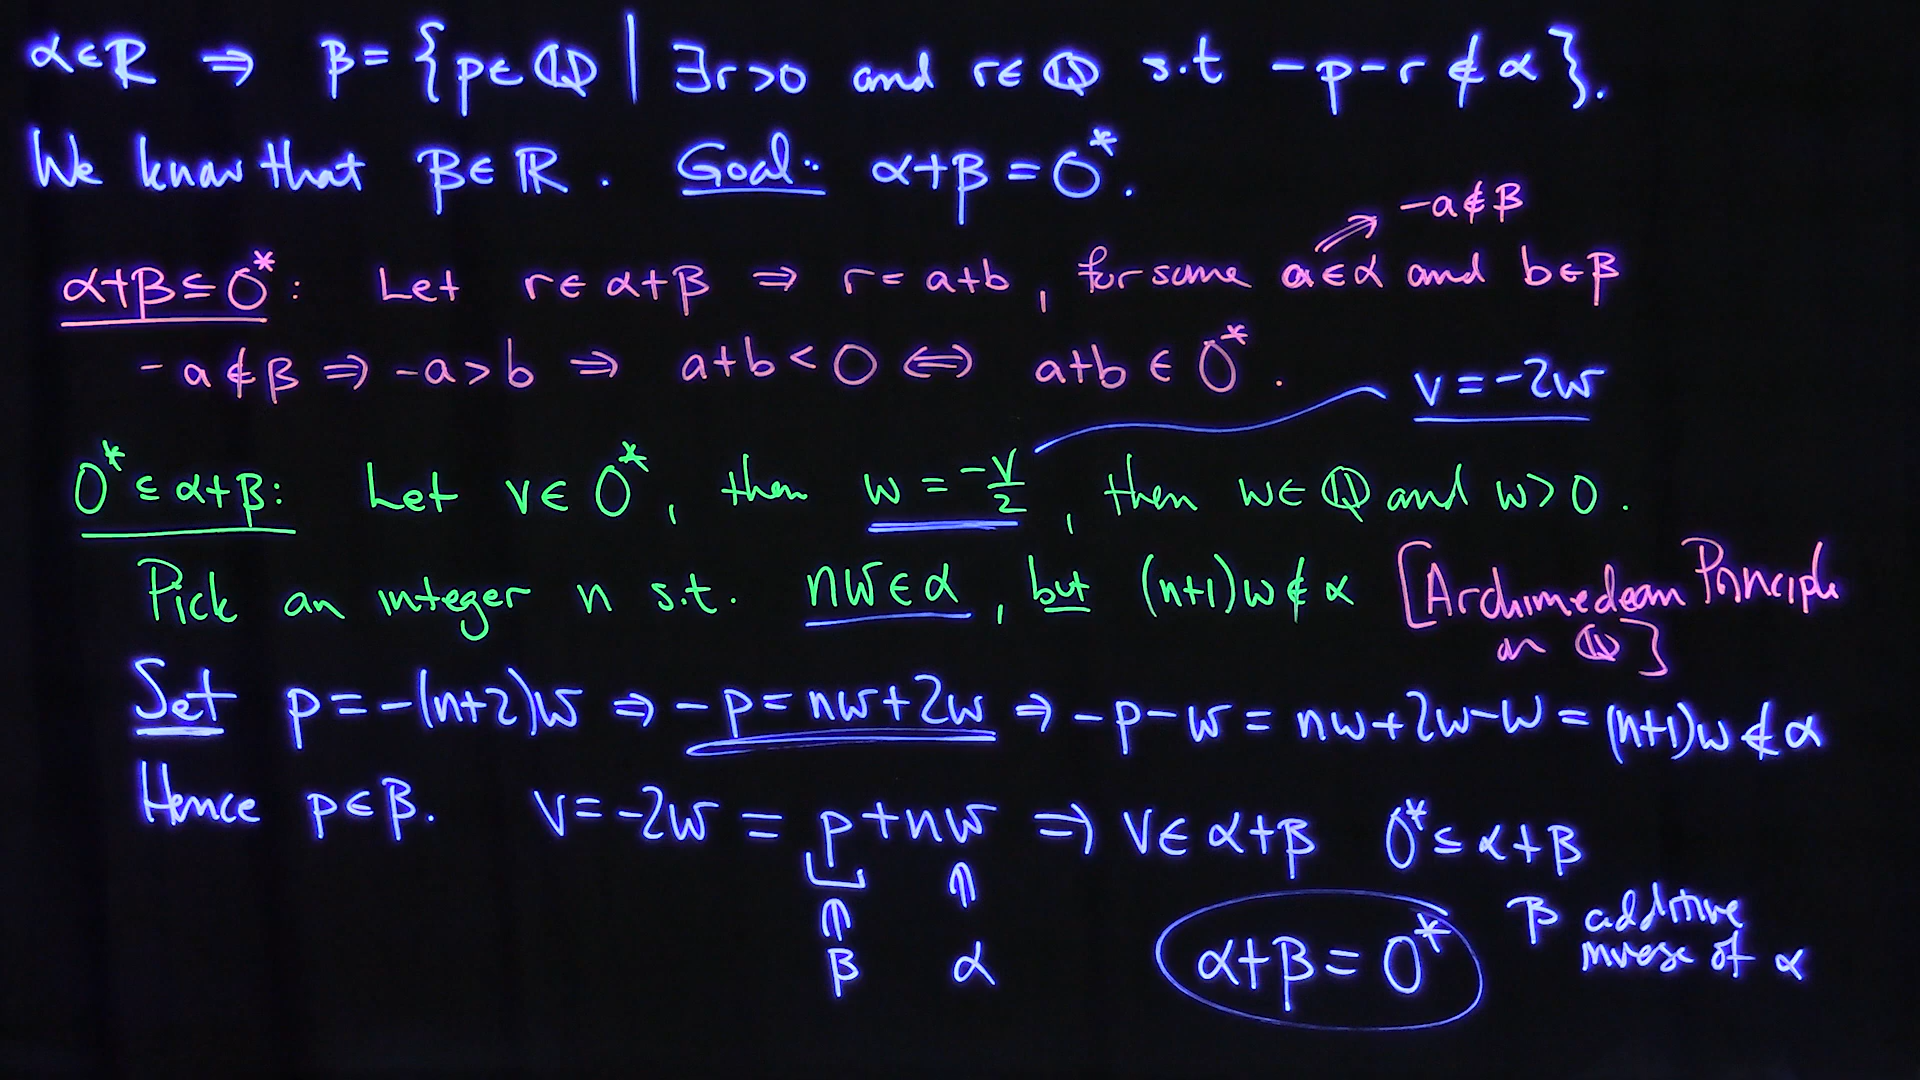 α∈ℝ ⇒ β = {p∈ℚ | ∃r>0 and r∈ℚ s.t -p-r ∉ α}.
We know that β∈ℝ. Goal: α+β = 0*.
-a∉β
α+β ⊆ 0*: Let r∈ α+β ⇒ r = a+b, for some a∈α and b∈β
-a∉β ⇒ -a>b ⇒ a+b<0 ⇔ a+b ∈ 0*.
v = -2w
0* ⊆ α+β: Let v∈ 0*, then w = -v/2, then w∈ℚ and w>0.
Pick an integer n s.t. nw∈α, but (n+1)w∉α [Archimedean Principle
on ℚ]
Set p = -(n+2)w ⇒ -p = nw+2w ⇒ -p-w = nw+2w-w = (n+1)w∉α
Hence p∈β. v = -2w = p+nw ⇒ v∈ α+β 0* ⊆ α+β
⇑ ⇑
β α
α+β = 0*
β additive
inverse of α